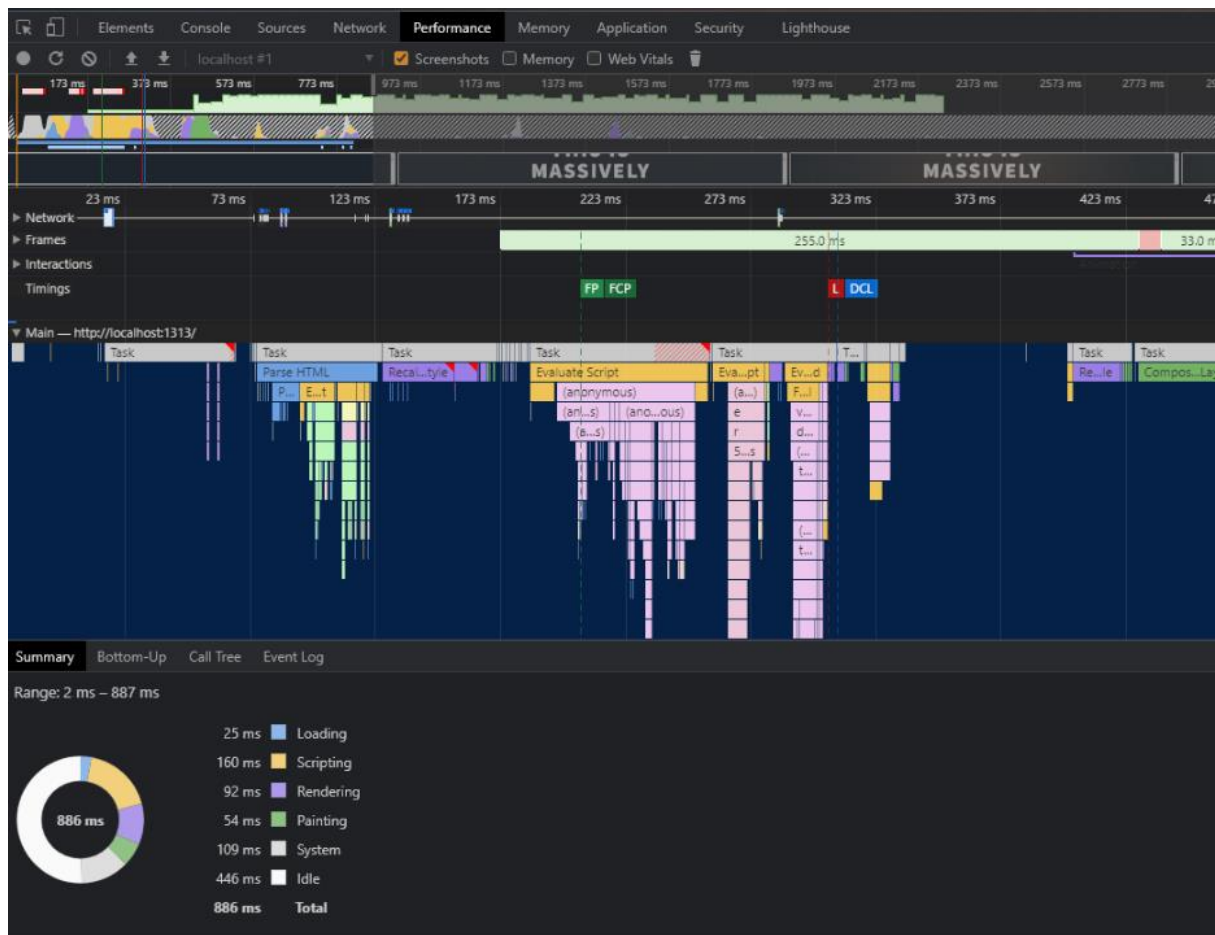 Elements Console Sources Network Performance Memory Application Security Lighthouse
localhost #1 Screenshots Memory Web Vitals
173 ms 373 ms 573 ms 773 ms 973 ms 1173 ms 1373 ms 1573 ms 1773 ms 1973 ms 2173 ms 2373 ms 2573 ms 2773 ms
MASSIVELY MASSIVELY
23 ms 73 ms 123 ms 173 ms 223 ms 273 ms 323 ms 373 ms 423 ms 47
Network
Frames 255.0 ms 33.0 m
Interactions
Timings FP FCP L DCL
Main — http://localhost:1313/
Task Task Task Task Task T... Task Task
Parse HTML Recal...tyle Evaluate Script Eva...pt Ev...d Re...le Compos...Lay
P... E...t (anonymous) (a...) F...l
(an...s) (ano...ous) e v...
(a...s) r d...
5...s (...
t...
(...
t...
Summary Bottom-Up Call Tree Event Log
Range: 2 ms – 887 ms
25 ms Loading
160 ms Scripting
92 ms Rendering
886 ms
54 ms Painting
109 ms System
446 ms Idle
886 ms Total